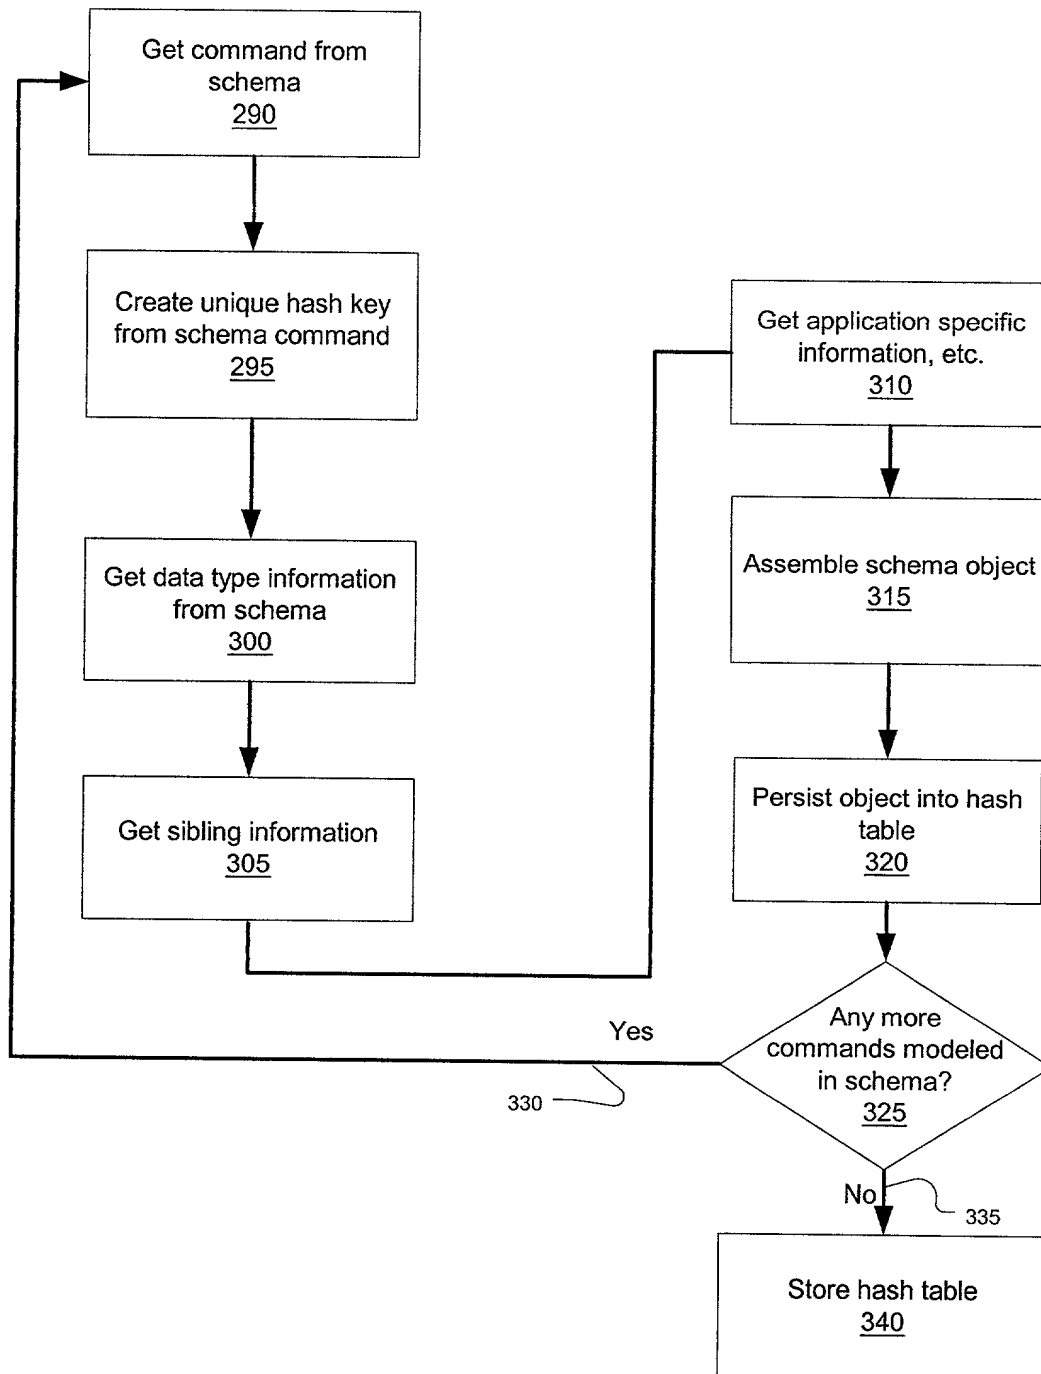 Get command from
schema
290
Create unique hash key
from schema command
295
Get data type information
from schema
300
Get sibling information
305
Get application specific
information, etc.
310
Assemble schema object
315
Persist object into hash
table
320
Any more
commands modeled
in schema?
325
Yes
330
No
335
Store hash table
340